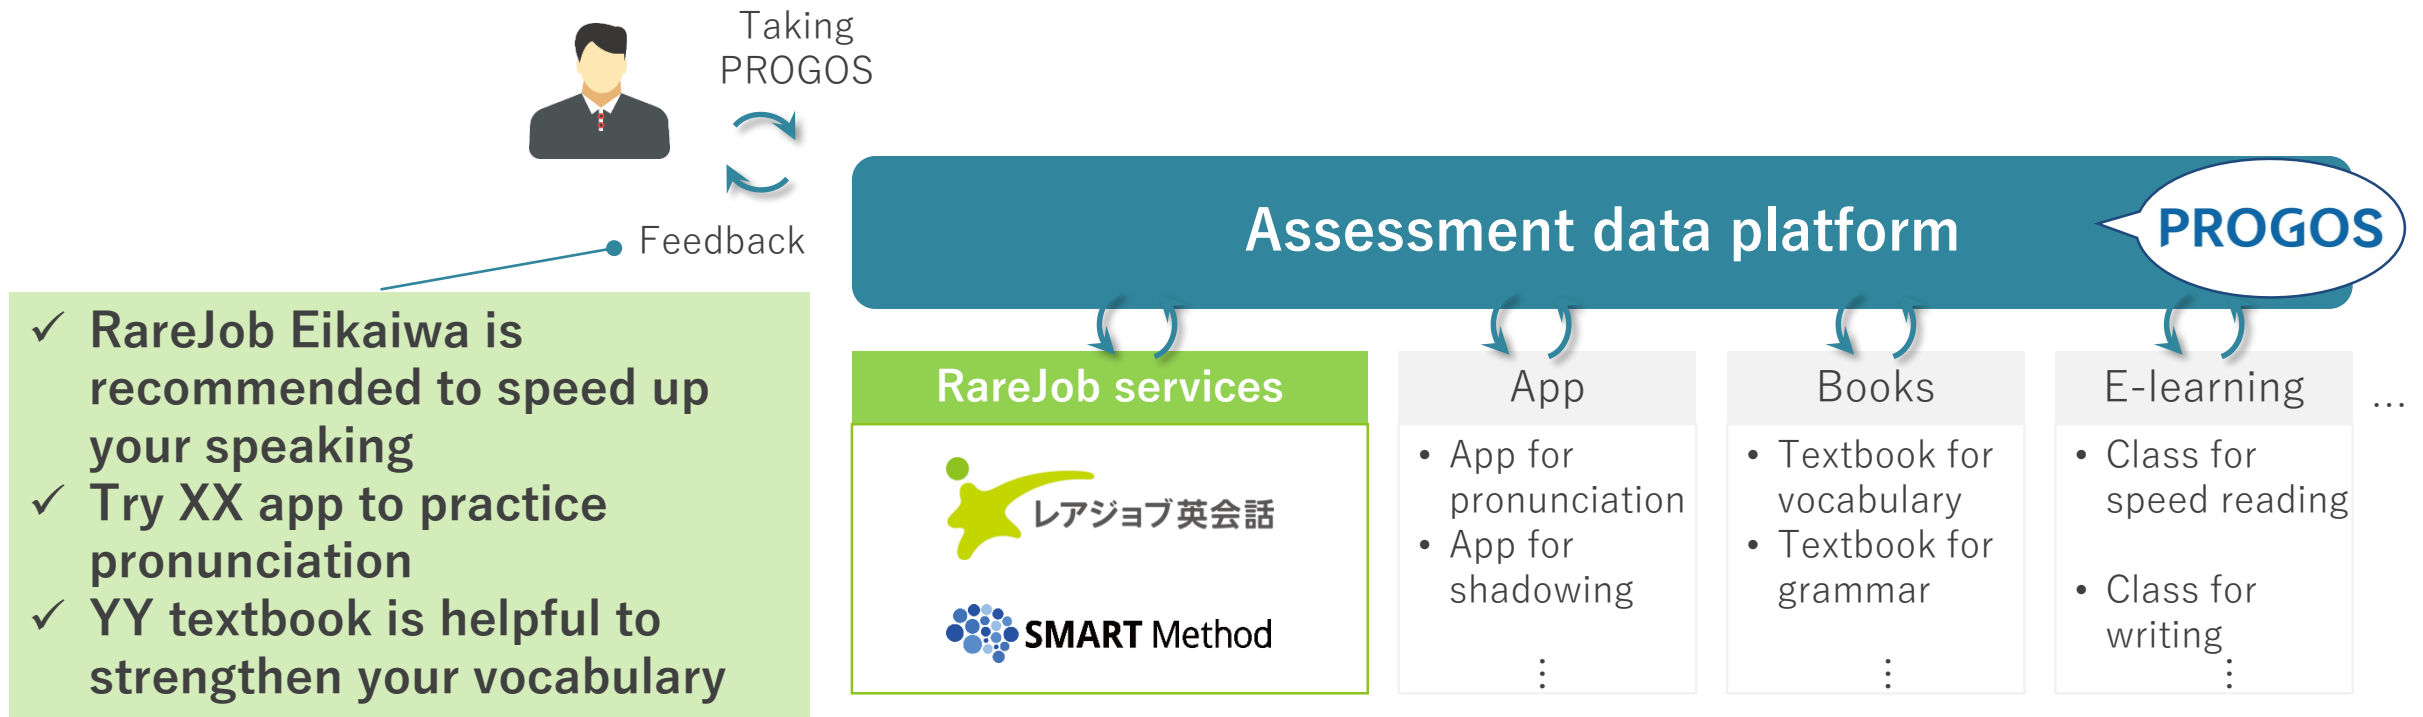 Taking
PROGOS
Feedback
✓ RareJob Eikaiwa is
recommended to speed up
your speaking
✓ Try XX app to practice
pronunciation
✓ YY textbook is helpful to
strengthen your vocabulary
Assessment data platform
PROGOS
RareJob services
レアジョブ英会話
SMART Method
App
• App for
pronunciation
• App for
shadowing
⋮
Books
• Textbook for
vocabulary
• Textbook for
grammar
⋮
E-learning
• Class for
speed reading
• Class for
writing
⋮
...